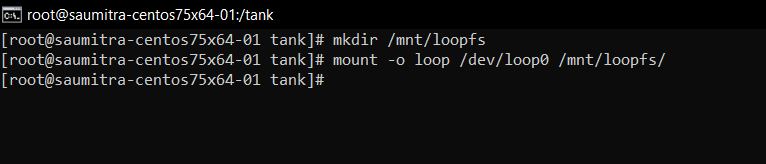 root@saumitra-centos75x64-01:/tank
[root@saumitra-centos75x64-01 tank]# mkdir /mnt/loopfs
[root@saumitra-centos75x64-01 tank]# mount -o loop /dev/loop0 /mnt/loopfs/
[root@saumitra-centos75x64-01 tank]#